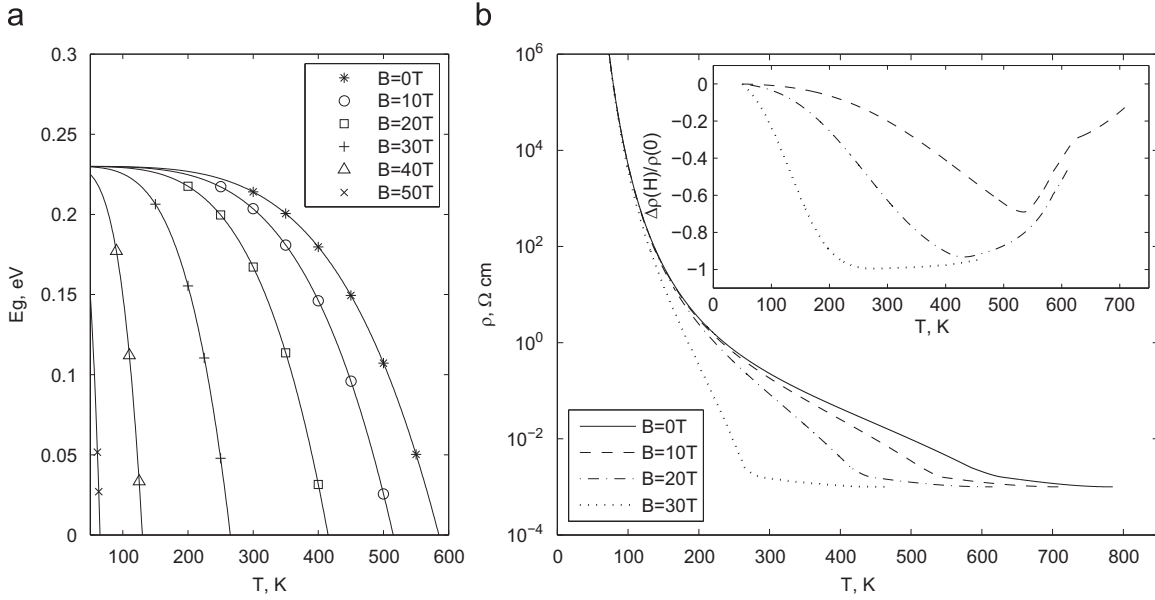 a
b
0.3
0.25
0.2
0.15
0.1
0.05
0
Eg, eV
100 200 300 400 500 600
T, K
B=0T
B=10T
B=20T
B=30T
B=40T
B=50T
10^6
10^4
10^2
10^0
10^−2
10^−4
ρ, Ω cm
0 100 200 300 400 500 600 700 800
T, K
B=0T
B=10T
B=20T
B=30T
0
−0.2
−0.4
−0.6
−0.8
−1
Δρ(H)/ρ(0)
0 100 200 300 400 500 600 700
T, K